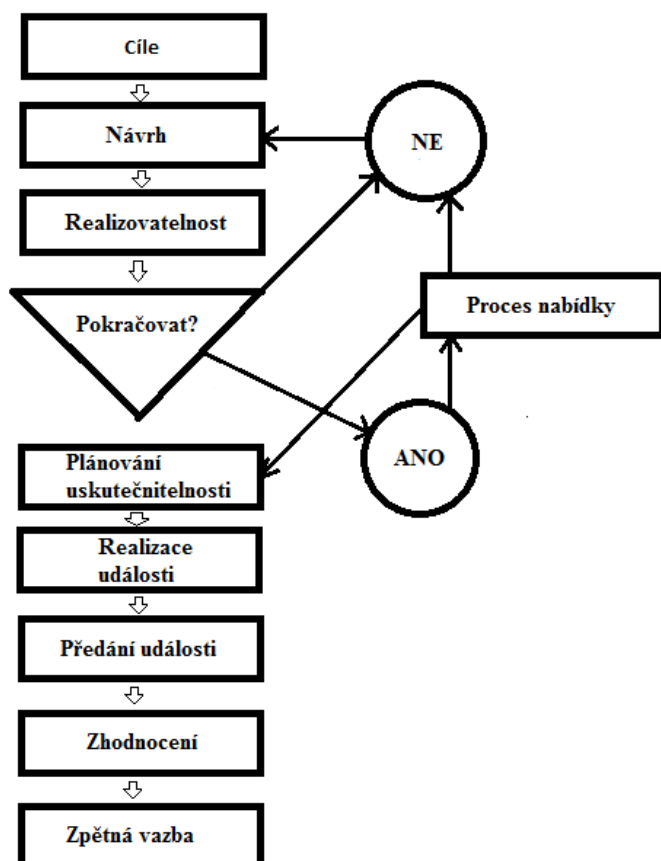 Cíle
Návrh
NE
Realizovatelnost
Pokračovat?
Proces nabídky
ANO
Plánování
uskutečnitelnosti
Realizace
události
Předání události
Zhodnocení
Zpětná vazba